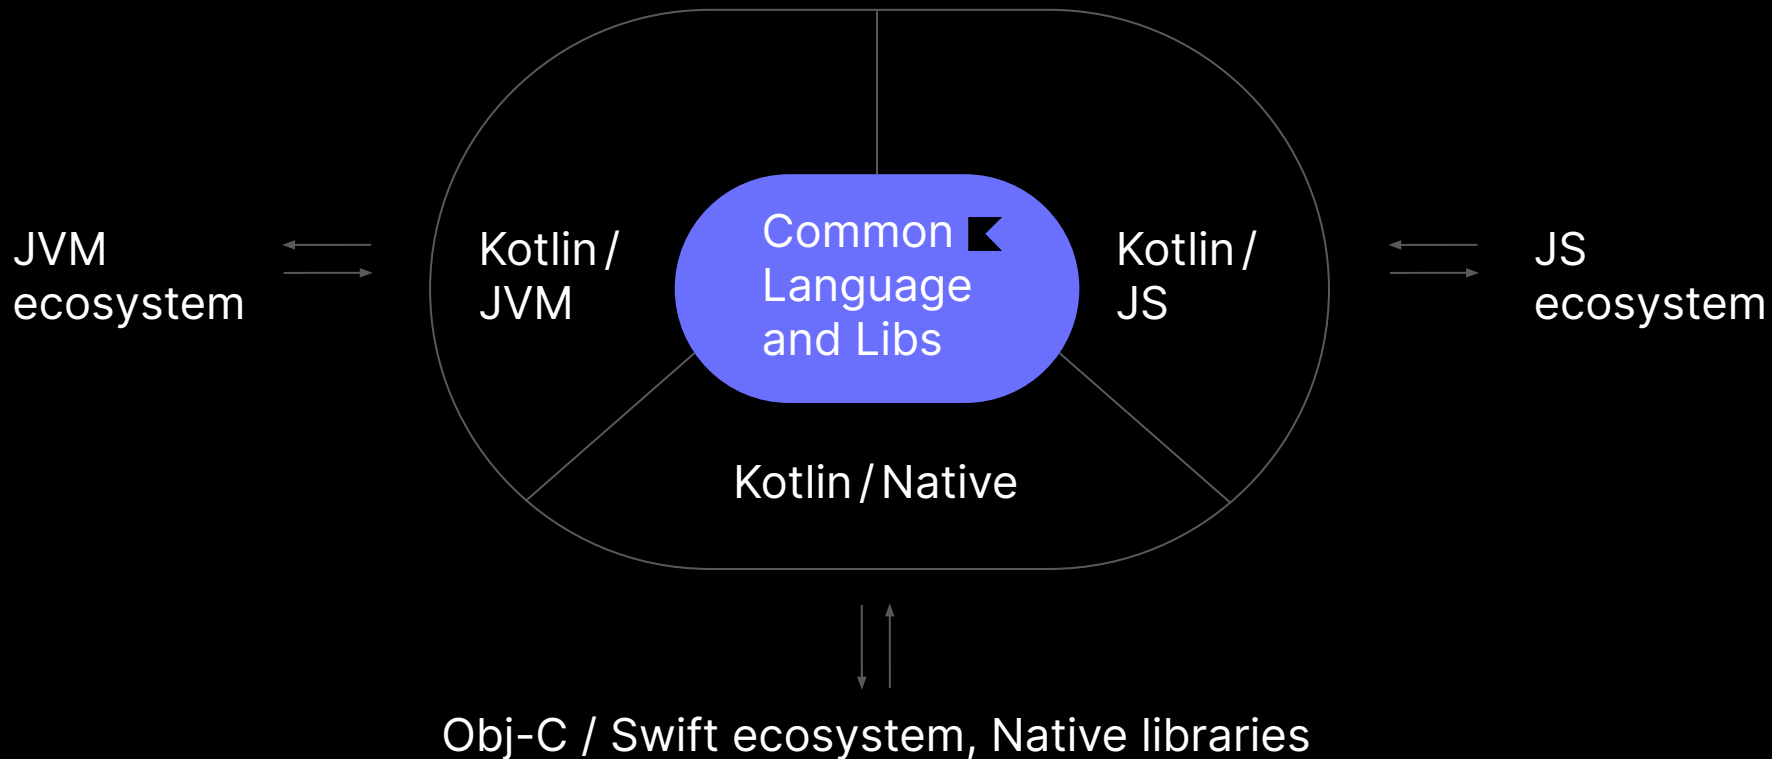 JVM
ecosystem
Kotlin/
JVM
Common
Language
and Libs
Kotlin/
JS
JS
ecosystem
Kotlin/Native
Obj-C / Swift ecosystem, Native libraries